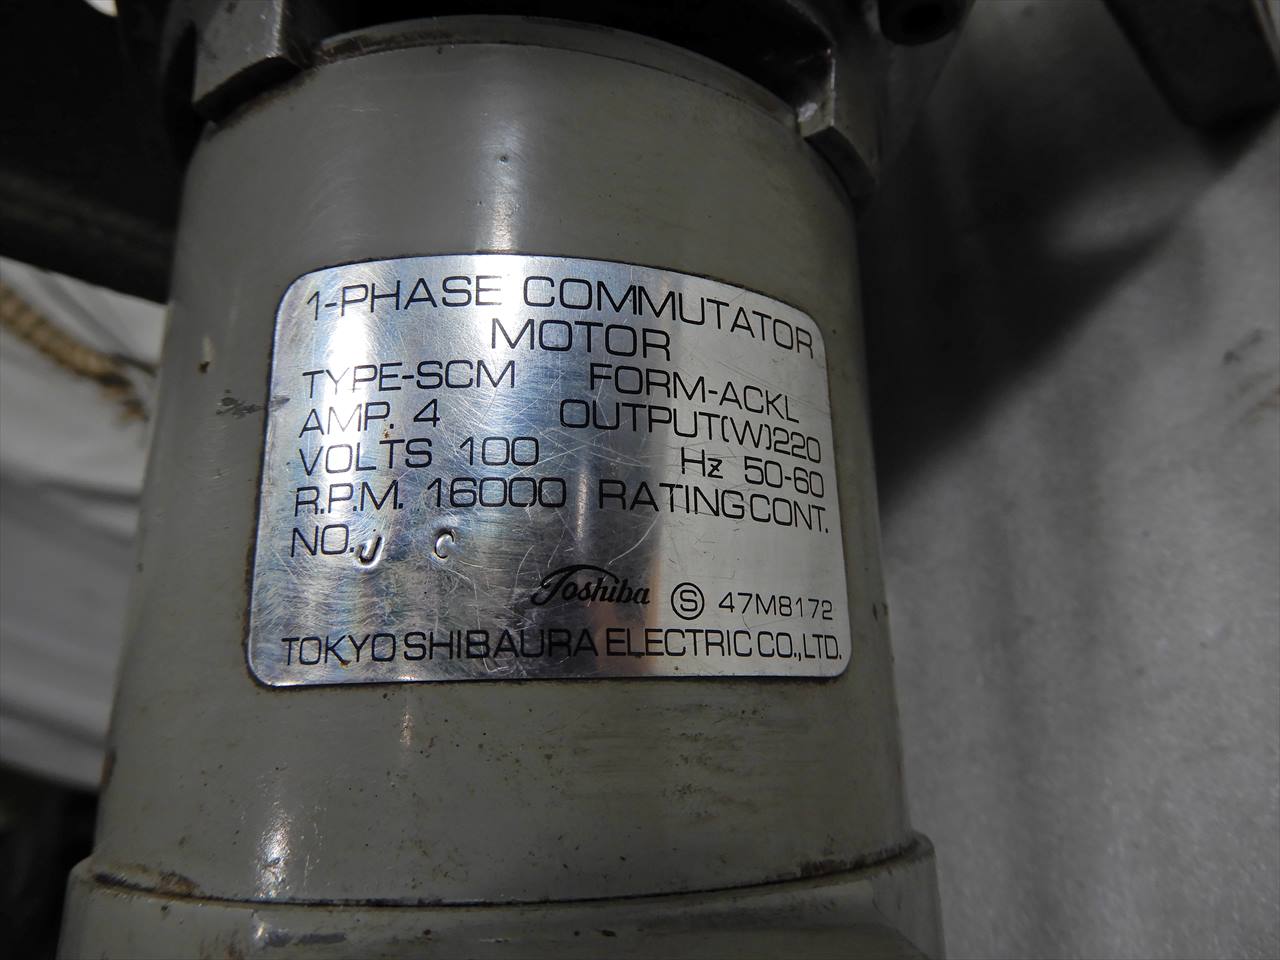 1-PHASE COMMUTATOR
MOTOR
TYPE-SCM FORM-ACKL
AMP. 4 OUTPUT(W)220
VOLTS 100 Hz 50-60
R.P.M. 16000 RATING CONT.
NO. J C
Toshiba Ⓢ 47M8172
TOKYO SHIBAURA ELECTRIC CO., LTD.